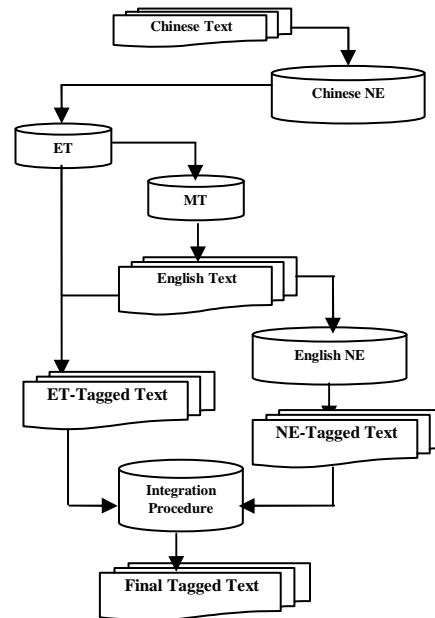 Chinese Text
Chinese NE
ET
MT
English Text
English NE
ET-Tagged Text
NE-Tagged Text
Integration
Procedure
Final Tagged Text